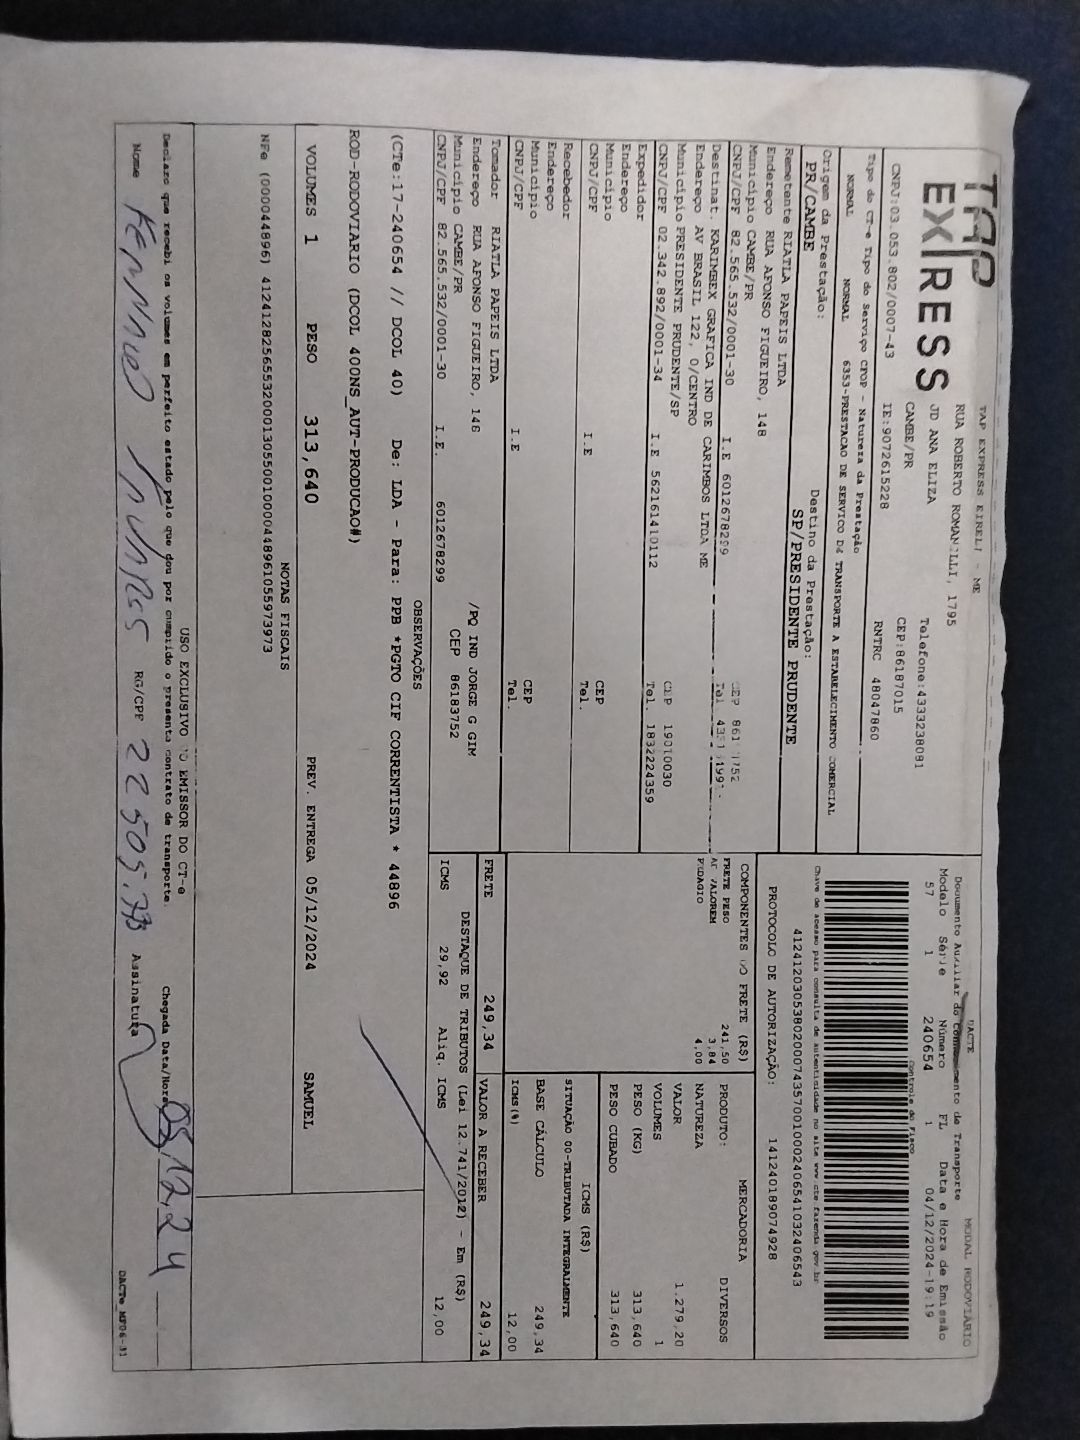 TAP EXPRESS
TAP EXPRESS EIRELI - ME
RUA ROBERTO ROMANELLI, 1795
JD ANA ELIZA
CAMBE/PR
Telefone:4333238081
CEP:86187015
CNPJ:03.053.802/0007-43 IE:9072615228 RNTRC 48047860
DACTE MODAL RODOVIÁRIO
Documento Auxiliar do Conhecimento de Transporte
Modelo Série Número FL Data e Hora de Emissão
57 1 240654 1 04/12/2024-19:19
Controle do Fisco
Chave de acesso para consulta de autenticidade no site www.cte.fazenda.gov.br
41241203053802000743570010002406541032406543
PROTOCOLO DE AUTORIZAÇÃO: 141240189074928
Tipo do CT-e Tipo do Serviço CFOP - Natureza da Prestação
NORMAL NORMAL 6353-PRESTACAO DE SERVICO DE TRANSPORTE A ESTABELECIMENTO COMERCIAL
Origem da Prestação: Destino da Prestação:
PR/CAMBE SP/PRESIDENTE PRUDENTE
Remetente RIATLA PAPEIS LTDA
Endereço RUA AFONSO FIGUEIRO, 148
Município CAMBE/PR CEP
CNPJ/CPF 82.565.532/0001-30 I.E 6012678299 Tel
Destinat. KARIMBEX GRAFICA IND DE CARIMBOS LTDA ME
Endereço AV BRASIL 122, 0/CENTRO
Município PRESIDENTE PRUDENTE/SP CEP 19010030
CNPJ/CPF 02.342.892/0001-34 I.E 562161410112 Tel. 1832224359
Expedidor
Endereço
Município CEP
CNPJ/CPF I.E Tel.
Recebedor
Endereço
Município CEP
CNPJ/CPF I.E Tel.
Tomador RIATLA PAPEIS LTDA
Endereço RUA AFONSO FIGUEIRO, 146 /PQ IND JORGE G GIM
Município CAMBE/PR CEP 86183752
CNPJ/CPF 82.565.532/0001-30 I.E. 6012678299
COMPONENTES DO FRETE (R$)
FRETE PESO 241,50
AD VALOREM 3,84
PEDAGIO 4,00
MERCADORIA
PRODUTO: DIVERSOS
NATUREZA
VALOR 1.279,20
VOLUMES 1
PESO (KG) 313,640
PESO CUBADO 313,640
ICMS (R$)
SITUAÇÃO 00-TRIBUTADA INTEGRALMENTE
BASE CÁLCULO 249,34
ICMS(%) 12,00
FRETE 249,34 VALOR A RECEBER 249,34
DESTAQUE DE TRIBUTOS (Lei 12.741/2012) - Em (R$)
ICMS 29,92 Aliq. ICMS 12,00
OBSERVAÇÕES
(CTe:17-240654 // DCOL 40) De: LDA - Para: PPB *PGTO CIF CORRENTISTA * 44896
ROD-RODOVIARIO (DCOL 400NS_AUT-PRODUCAO#)
VOLUMES 1 PESO 313,640 PREV. ENTREGA 05/12/2024 SAMUEL
NOTAS FISCAIS
NFe (000044896) 41241282565532000130550010000448961055973973
USO EXCLUSIVO DO EMISSOR DO CT-e
Declaro que recebi os volumes em perfeito estado pelo que dou por cumprido o presente contrato de transporte. Chegada Data/Hora 05/12/24
Nome RG/CPF Assinatura
DACTe MF06-31